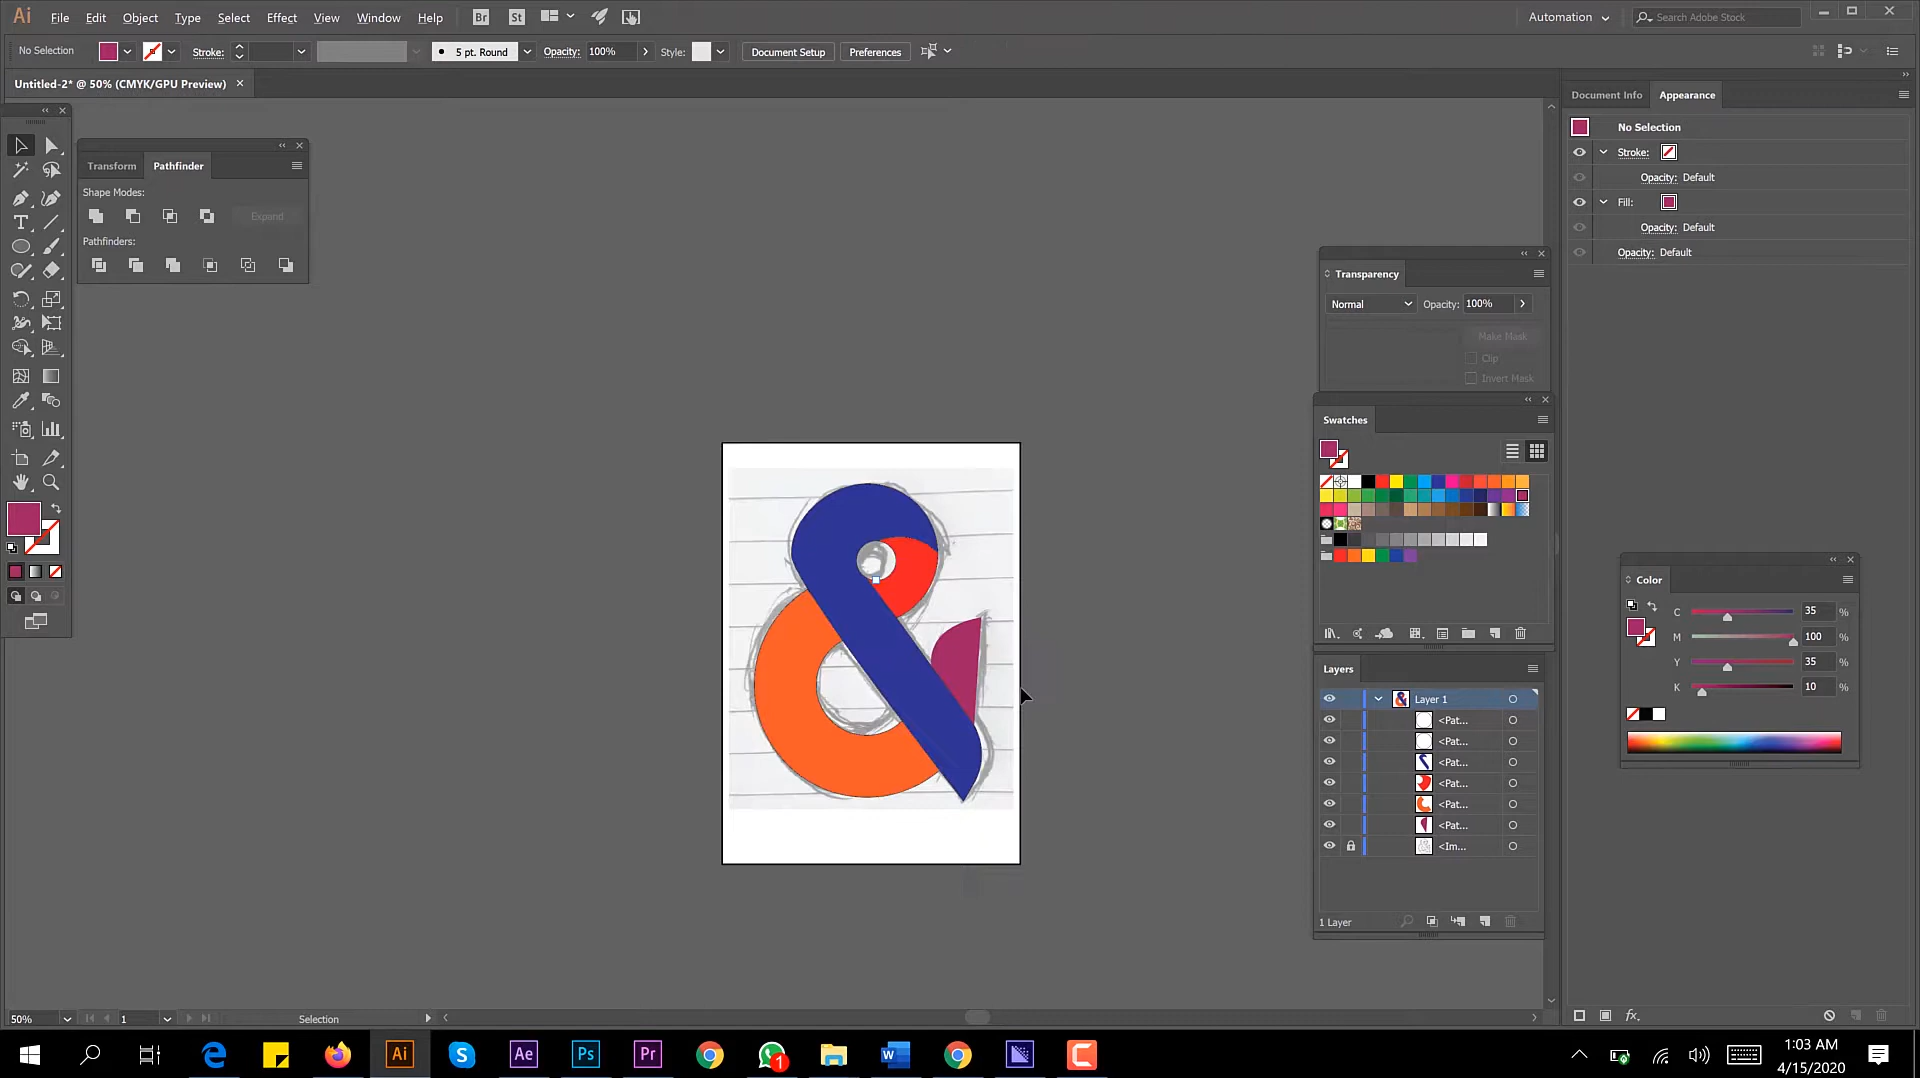 Ai File Edit Object Type Select Effect View Window Help Br St Automation Search Adobe Stock
No Selection Stroke: 5 pt. Round Opacity: 100% Style: Document Setup Preferences
Untitled-2* @ 50% (CMYK/GPU Preview)
Document Info Appearance
No Selection
Stroke:
Opacity: Default
Fill:
Opacity: Default
Opacity: Default
Transform Pathfinder
Shape Modes:
Expand
Pathfinders:
&
Transparency
Normal Opacity: 100%
Make Mask
Clip
Invert Mask
Swatches
Color
C 35 %
M 100 %
Y 35 %
K 10 %
Layers
Layer 1
<Pat...
<Pat...
<Pat...
<Pat...
<Pat...
<Pat...
<Im...
1 Layer
50% 1 Selection
fx
Ai S Ae Ps Pr 1 W C
1:03 AM
4/15/2020